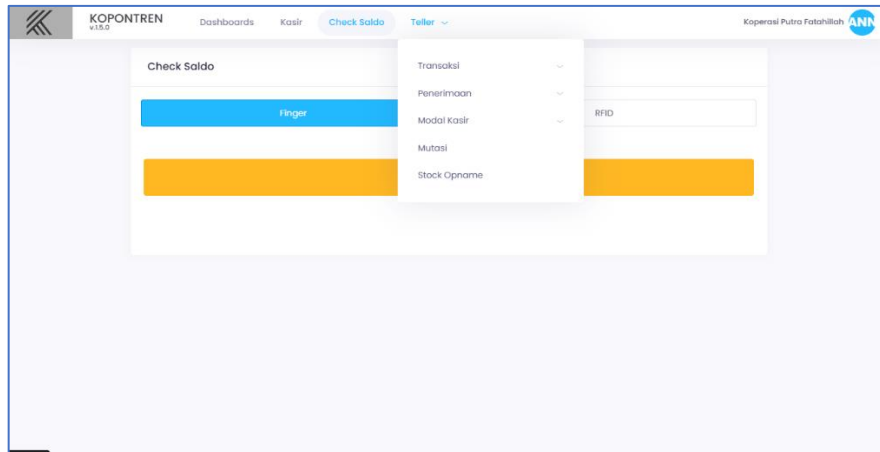 KOPONTREN
v.1.5.0
Dashboards Kasir Check Saldo Teller
Koperasi Putra Fatahillah ANN
Check Saldo
Finger
RFID
Transaksi
Penerimaan
Modal Kasir
Mutasi
Stock Opname